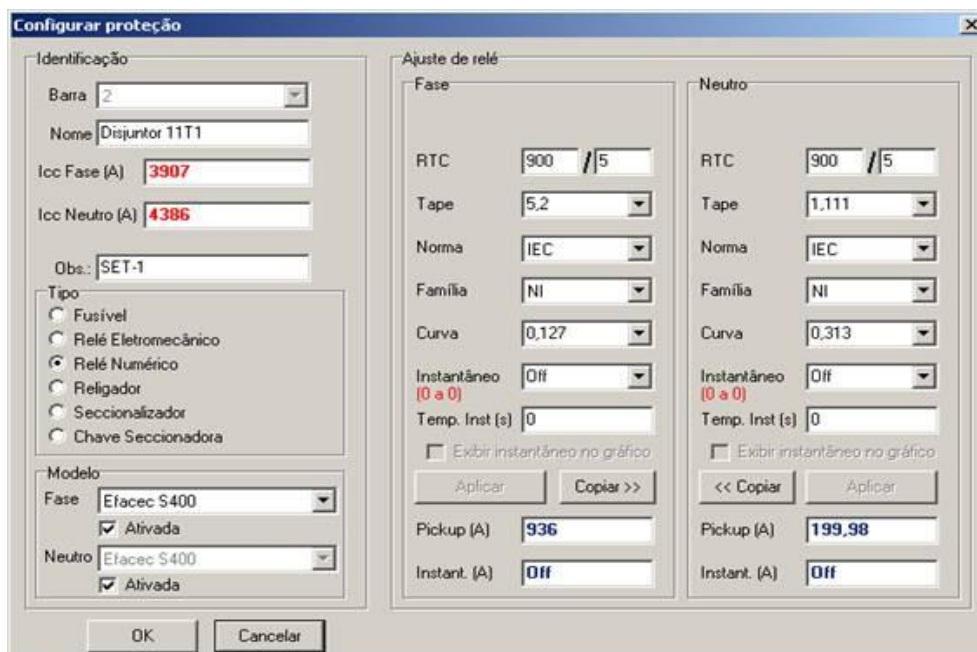 Configurar proteção
Identificação
Barra 2
Nome Disjuntor 11T1
Icc Fase (A) 3907
Icc Neutro (A) 4386
Obs.: SET-1
Tipo
Fusível
Relé Eletromecânico
Relé Numérico
Religador
Seccionalizador
Chave Seccionadora
Modelo
Fase Efacec S400
Ativada
Neutro Efacec S400
Ativada
OK Cancelar
Ajuste de relé
Fase
RTC 900 / 5
Tape 5,2
Norma IEC
Família NI
Curva 0,127
Instantâneo Off
(0 a 0)
Temp. Inst (s) 0
Exibir instantâneo no gráfico
Aplicar Copiar >>
Pickup (A) 936
Instant. (A) Off
Neutro
RTC 900 / 5
Tape 1,111
Norma IEC
Família NI
Curva 0,313
Instantâneo Off
(0 a 0)
Temp. Inst (s) 0
Exibir instantâneo no gráfico
<< Copiar Aplicar
Pickup (A) 199,98
Instant. (A) Off